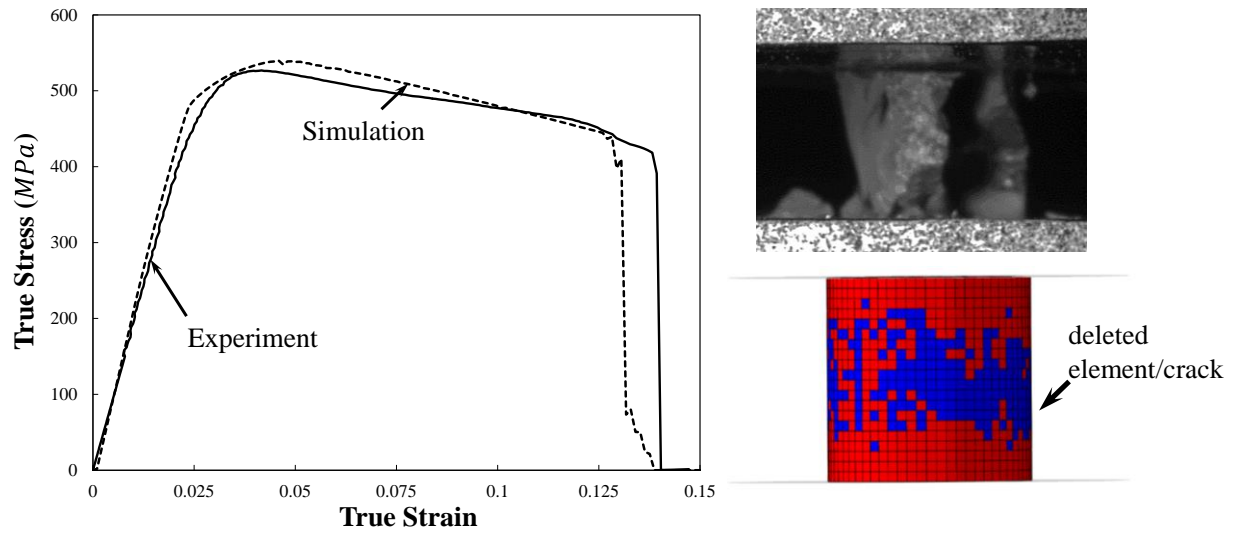 600
500
400
300
200
100
0
0
0.025
0.05
0.075
0.1
0.125
0.15
True Stress (MPa)
True Strain
Simulation
Experiment
deleted
element/crack